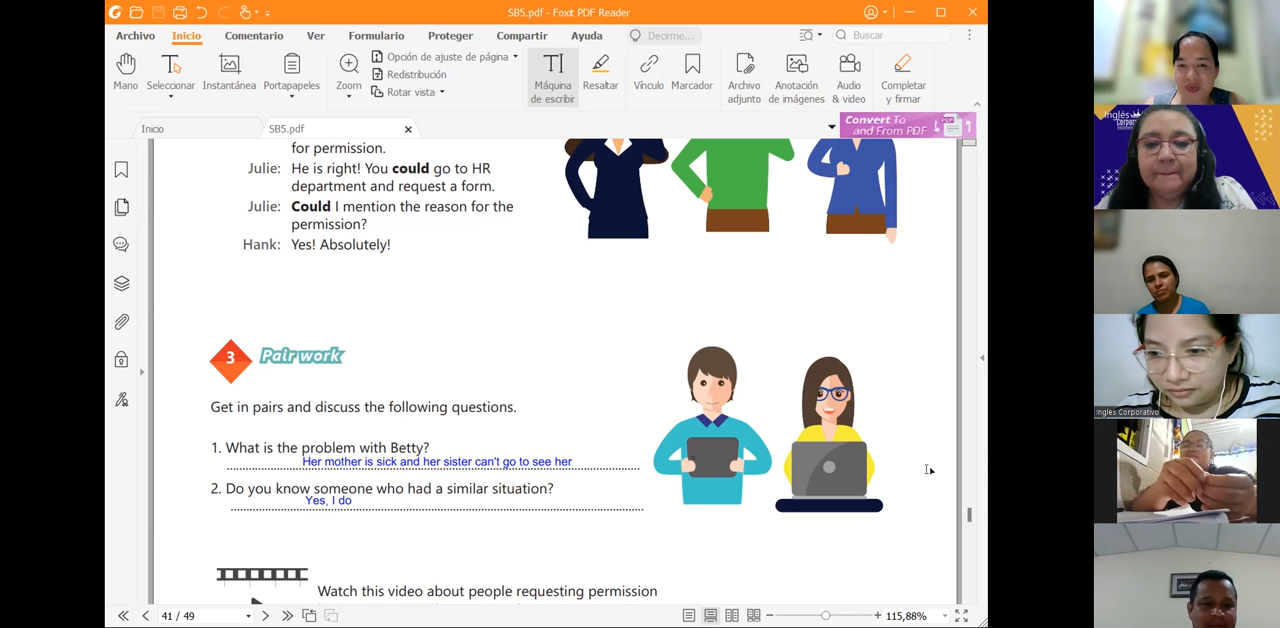 SB5.pdf - Foxit PDF Reader
Archivo Inicio Comentario Ver Formulario Proteger Compartir Ayuda Decirme... Buscar
Mano Seleccionar Instantánea Portapapeles Zoom
Opción de ajuste de página
Redistribución
Rotar vista
Máquina de escribir
Resaltar Vínculo Marcador
Archivo adjunto
Anotación de imágenes
Audio & video
Completar y firmar
Inicio SB5.pdf
Convert To
and From PDF
for permission.
Julie: He is right! You could go to HR
department and request a form.
Julie: Could I mention the reason for the
permission?
Hank: Yes! Absolutely!
3 Pair work
Get in pairs and discuss the following questions.
1. What is the problem with Betty?
Her mother is sick and her sister can't go to see her
2. Do you know someone who had a similar situation?
Yes, I do
Watch this video about people requesting permission
41 / 49
115,88%
Inglés
Corporativo
Ingles Corporativo